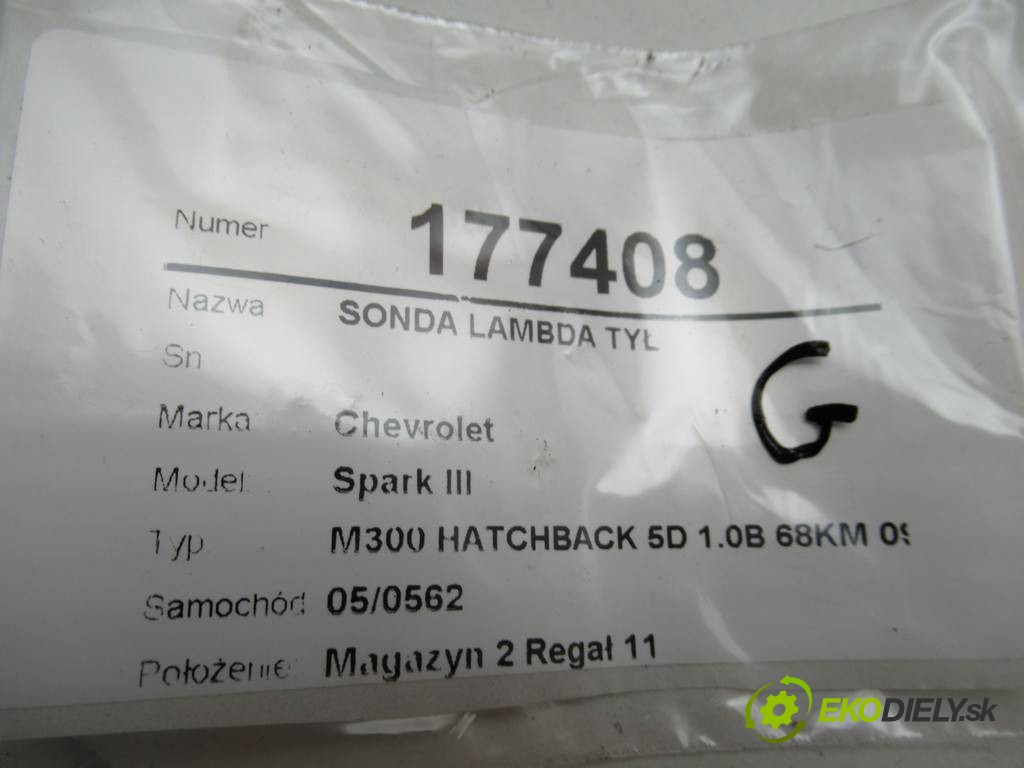 Numer 177408
Nazwa SONDA LAMBDA TYŁ
Sn
Marka Chevrolet
Model: Spark III
Typ M300 HATCHBACK 5D 1.0B 68KM 09
Samochód 05/0562
Położenie Magazyn 2 Regał 11
G
EKODIELY.sk